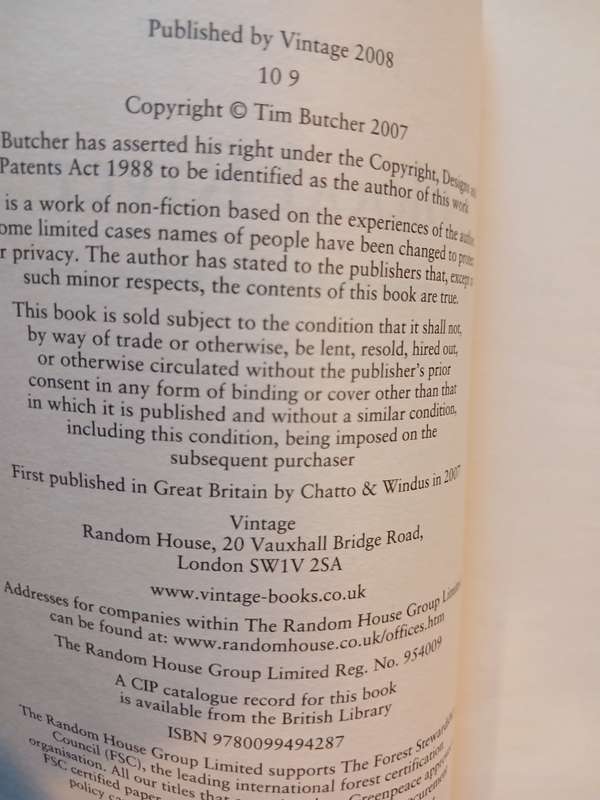 Published by Vintage 2008
10 9
Copyright © Tim Butcher 2007
Butcher has asserted his right under the Copyright, Designs
Patents Act 1988 to be identified as the author of this work
is a work of non-fiction based on the experiences of the author
ome limited cases names of people have been changed to protect
r privacy. The author has stated to the publishers that, except
such minor respects, the contents of this book are true.
This book is sold subject to the condition that it shall not,
by way of trade or otherwise, be lent, resold, hired out,
or otherwise circulated without the publisher's prior
consent in any form of binding or cover other than that
in which it is published and without a similar condition,
including this condition, being imposed on the
subsequent purchaser
First published in Great Britain by Chatto & Windus in 2007
Vintage
Random House, 20 Vauxhall Bridge Road,
London SW1V 2SA
www.vintage-books.co.uk
Addresses for companies within The Random House Group Limited
can be found at: www.randomhouse.co.uk/offices.htm
The Random House Group Limited Reg. No. 954009
A CIP catalogue record for this book
is available from the British Library
ISBN 9780099494287
The Random House Group Limited supports The Forest Stewardship
Council (FSC), the leading international forest certification
organisation. All our titles that Greenpeace
FSC certified paper procurement
policy